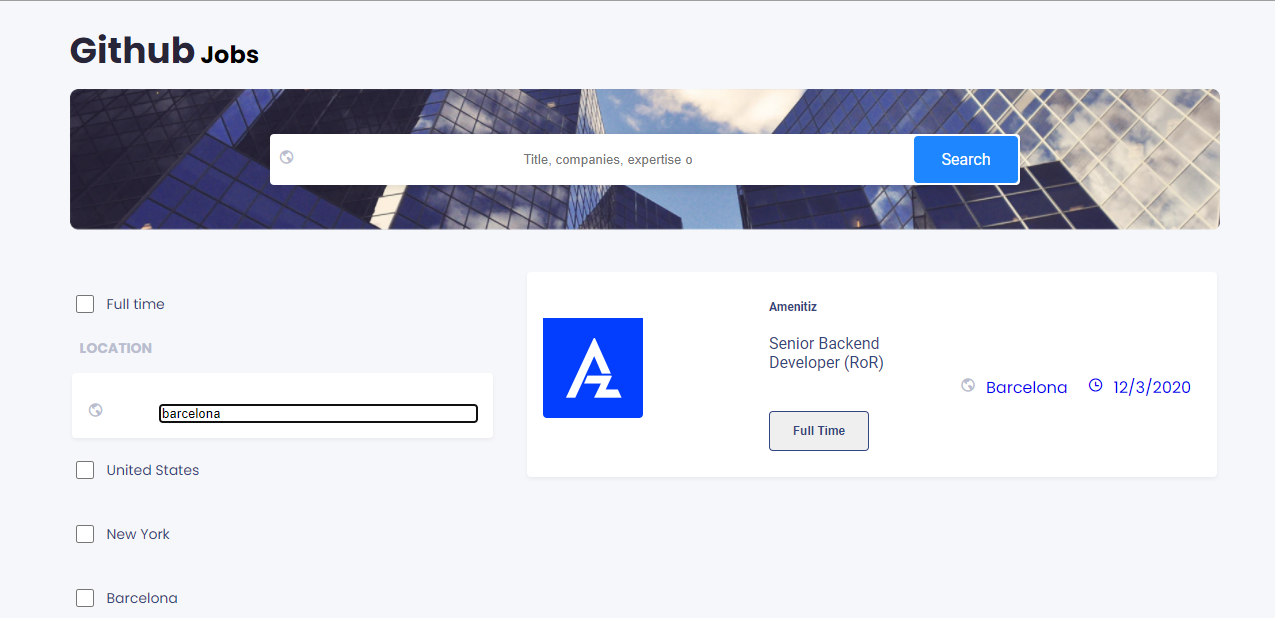 Github Jobs
Title, companies, expertise o
Search
Full time
LOCATION
barcelona
United States
New York
Barcelona
Amenitiz
Senior Backend
Developer (RoR)
Full Time
Barcelona
12/3/2020